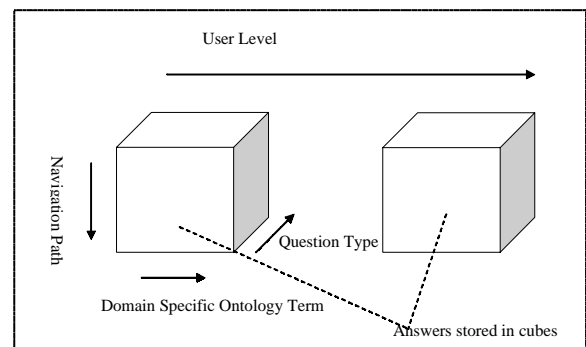 User Level
Navigation Path
Question Type
Domain Specific Ontology Term
Answers stored in cubes